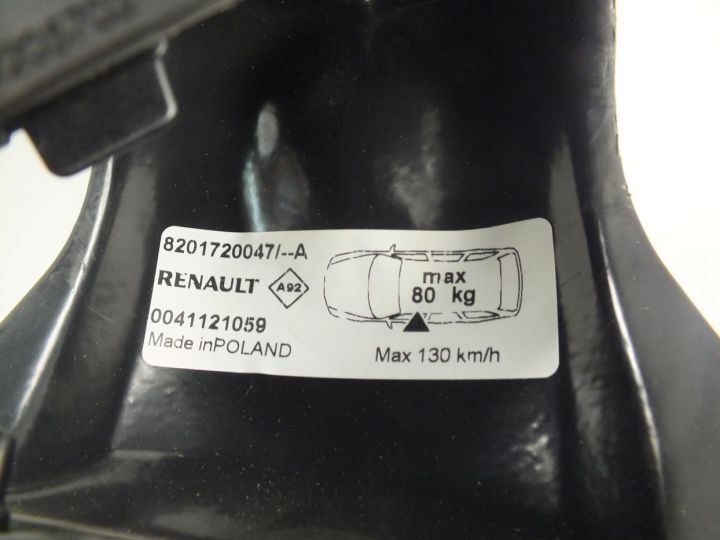 8201720047/--A
RENAULT A92
0041121059
Made inPOLAND
max
80 kg
Max 130 km/h